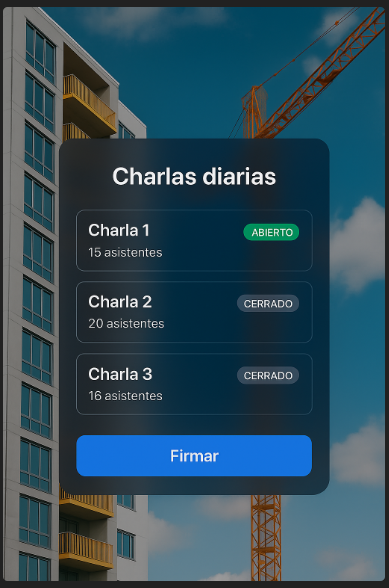 Charlas diarias
Charla 1
ABIERTO
15 asistentes
Charla 2
CERRADO
20 asistentes
Charla 3
CERRADO
16 asistentes
Firmar